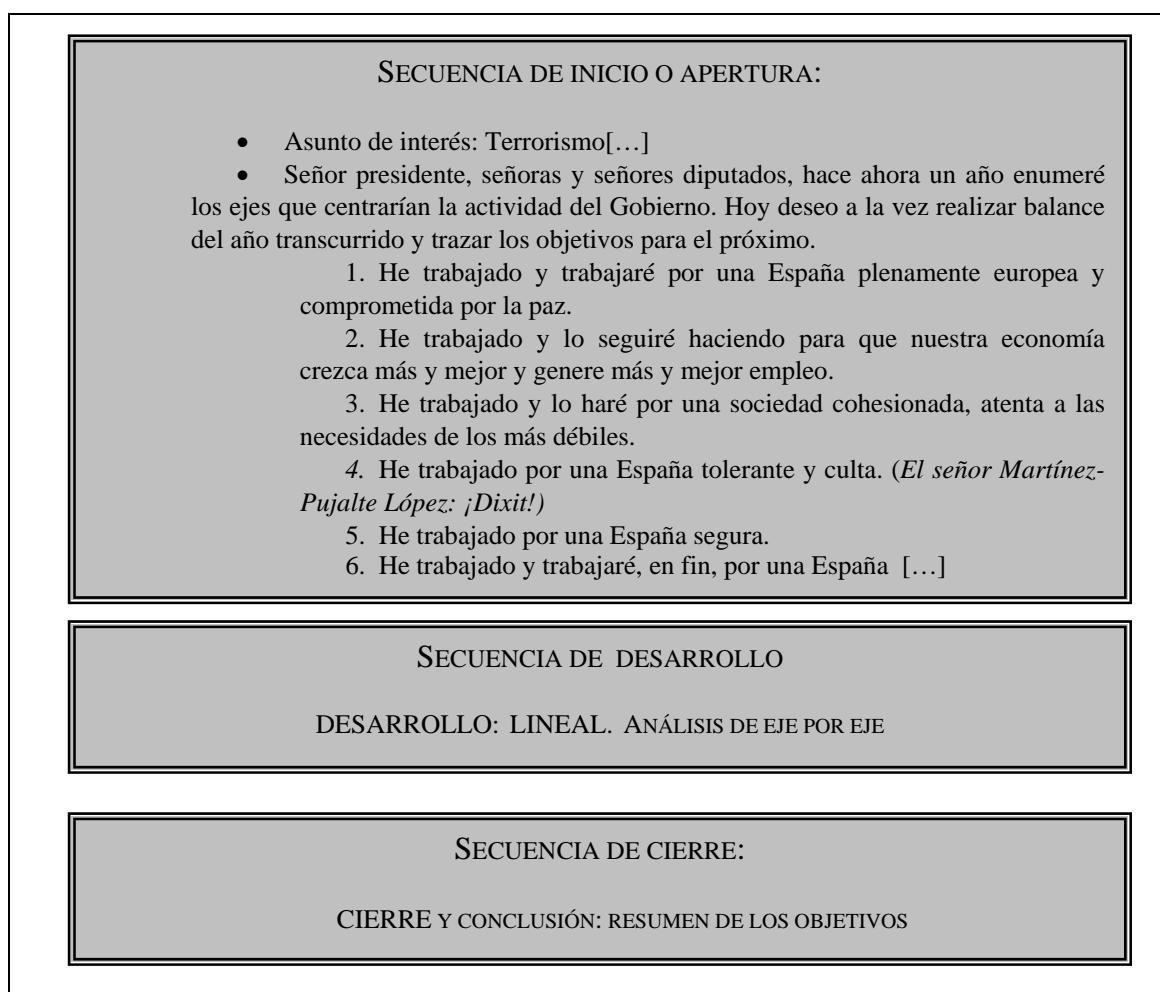 SECUENCIA DE INICIO O APERTURA:
• Asunto de interés: Terrorismo[…]
• Señor presidente, señoras y señores diputados, hace ahora un año enumeré
los ejes que centrarían la actividad del Gobierno. Hoy deseo a la vez realizar balance
del año transcurrido y trazar los objetivos para el próximo.
1. He trabajado y trabajaré por una España plenamente europea y
comprometida por la paz.
2. He trabajado y lo seguiré haciendo para que nuestra economía
crezca más y mejor y genere más y mejor empleo.
3. He trabajado y lo haré por una sociedad cohesionada, atenta a las
necesidades de los más débiles.
4. He trabajado por una España tolerante y culta. (El señor Martínez-
Pujalte López: ¡Dixit!)
5. He trabajado por una España segura.
6. He trabajado y trabajaré, en fin, por una España […]
SECUENCIA DE DESARROLLO
DESARROLLO: LINEAL. ANÁLISIS DE EJE POR EJE
SECUENCIA DE CIERRE:
CIERRE Y CONCLUSIÓN: RESUMEN DE LOS OBJETIVOS